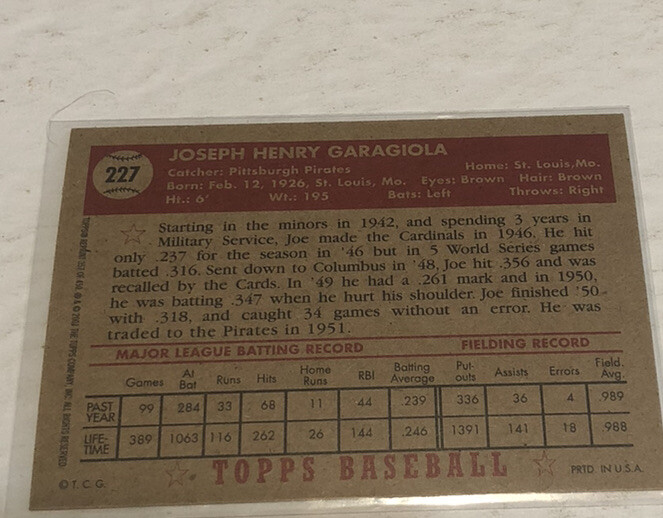 227
JOSEPH HENRY GARAGIOLA
Catcher: Pittsburgh Pirates Home: St. Louis, Mo.
Born: Feb. 12, 1926, St. Louis, Mo. Eyes: Brown Hair: Brown
Ht.: 6' Wt.: 195 Bats: Left Throws: Right
Starting in the minors in 1942, and spending 3 years in
Military Service, Joe made the Cardinals in 1946. He hit
only .237 for the season in '46 but in 5 World Series games
batted .316. Sent down to Columbus in '48, Joe hit .356 and was
recalled by the Cards. In '49 he had a .261 mark and in 1950,
he was batting .347 when he hurt his shoulder. Joe finished '50
with .318, and caught 34 games without an error. He was
traded to the Pirates in 1951.
MAJOR LEAGUE BATTING RECORD FIELDING RECORD
Games At Bat Runs Hits Home Runs RBI Batting Average Put-outs Assists Errors Field. Avg.
PAST YEAR 99 284 33 68 11 44 .239 336 36 4 .989
LIFE-TIME 389 1063 116 262 26 144 .246 1391 141 18 .988
TOPPS BASEBALL
© T.C.G. PRTD. IN U.S.A.
THE TOPPS COMPANY, INC. ALL RIGHTS RESERVED.